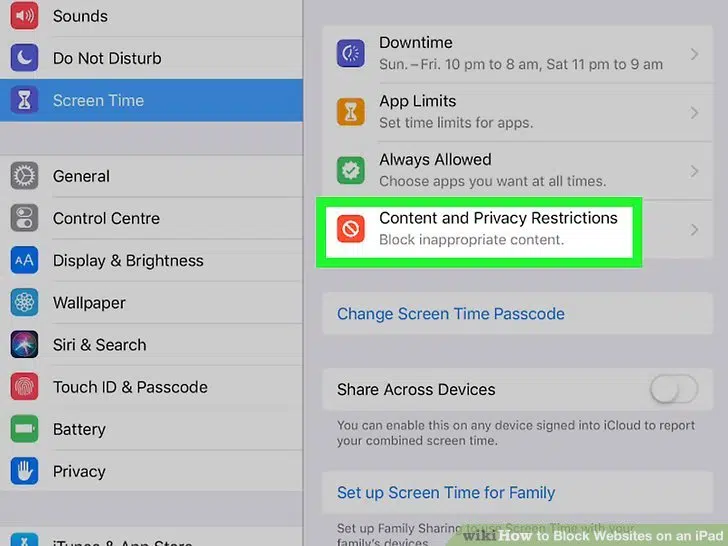 Sounds
Do Not Disturb
Screen Time
General
Control Centre
Display & Brightness
Wallpaper
Siri & Search
Touch ID & Passcode
Battery
Privacy
iTunes & App Store
Downtime
Sun. – Fri. 10 pm to 8 am, Sat 11 pm to 9 am
App Limits
Set time limits for apps.
Always Allowed
Choose apps you want at all times.
Content and Privacy Restrictions
Block inappropriate content.
Change Screen Time Passcode
Share Across Devices
You can enable this on any device signed into iCloud to report
your combined screen time.
Set up Screen Time for Family
Set up Family Sharing to use Screen Time with your
family's devices.
wikiHow to Block Websites on an iPad